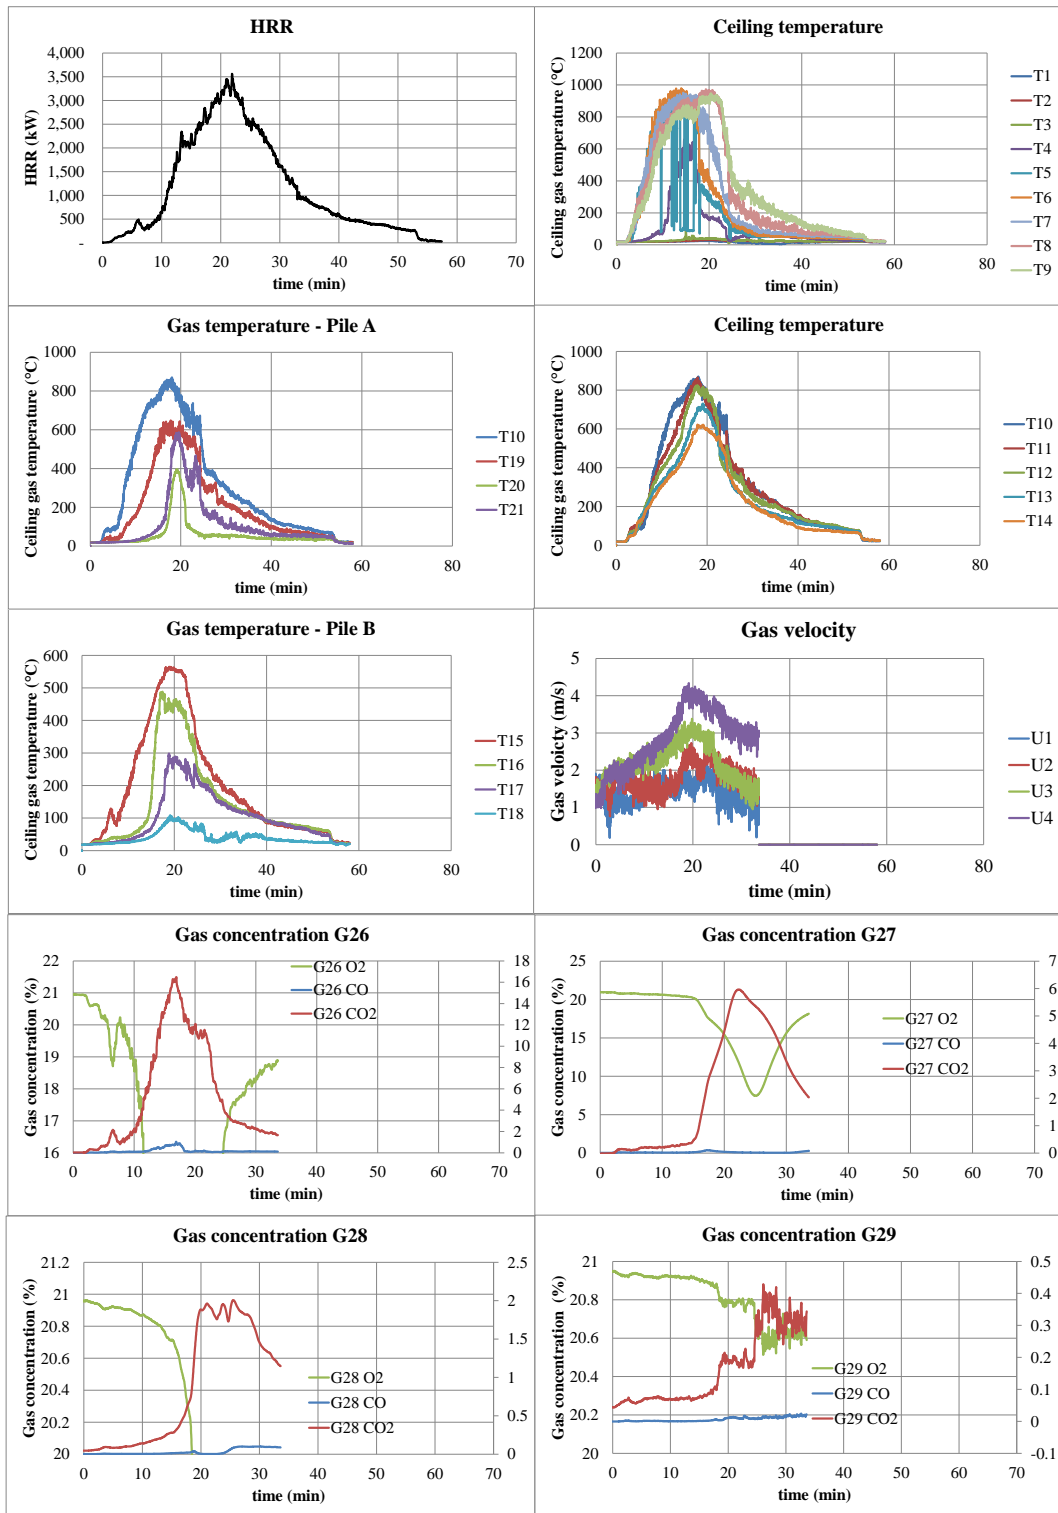 HRR
4,000
3,500
3,000
2,500
2,000
1,500
1,000
500
-
HRR (kW)
0 10 20 30 40 50 60 70
time (min)
Ceiling temperature
1200
1000
800
600
400
200
0
Ceiling gas temperature (°C)
0 20 40 60 80
time (min)
T1
T2
T3
T4
T5
T6
T7
T8
T9
Gas temperature - Pile A
1000
800
600
400
200
0
Ceiling gas temperature (°C)
0 20 40 60 80
time (min)
T10
T19
T20
T21
Ceiling temperature
1000
800
600
400
200
0
Ceiling gas temperature (°C)
0 20 40 60 80
time (min)
T10
T11
T12
T13
T14
Gas temperature - Pile B
600
500
400
300
200
100
0
Ceiling gas temperature (°C)
0 20 40 60 80
time (min)
T15
T16
T17
T18
Gas velocity
5
4
3
2
1
0
Gas veloicty (m/s)
0 20 40 60 80
time (min)
U1
U2
U3
U4
Gas concentration G26
22
21
20
19
18
17
16
Gas concentration (%)
18
16
14
12
10
8
6
4
2
0
0 10 20 30 40 50 60 70
time (min)
G26 O2
G26 CO
G26 CO2
Gas concentration G27
25
20
15
10
5
0
Gas concentration (%)
7
6
5
4
3
2
1
0
0 10 20 30 40 50 60 70
time (min)
G27 O2
G27 CO
G27 CO2
Gas concentration G28
21.2
21
20.8
20.6
20.4
20.2
20
Gas concentration (%)
2.5
2
1.5
1
0.5
0
0 10 20 30 40 50 60 70
time (min)
G28 O2
G28 CO
G28 CO2
Gas concentration G29
21
20.8
20.6
20.4
20.2
20
Gas concentration (%)
0.5
0.4
0.3
0.2
0.1
0
-0.1
0 10 20 30 40 50 60 70
time (min)
G29 O2
G29 CO
G29 CO2